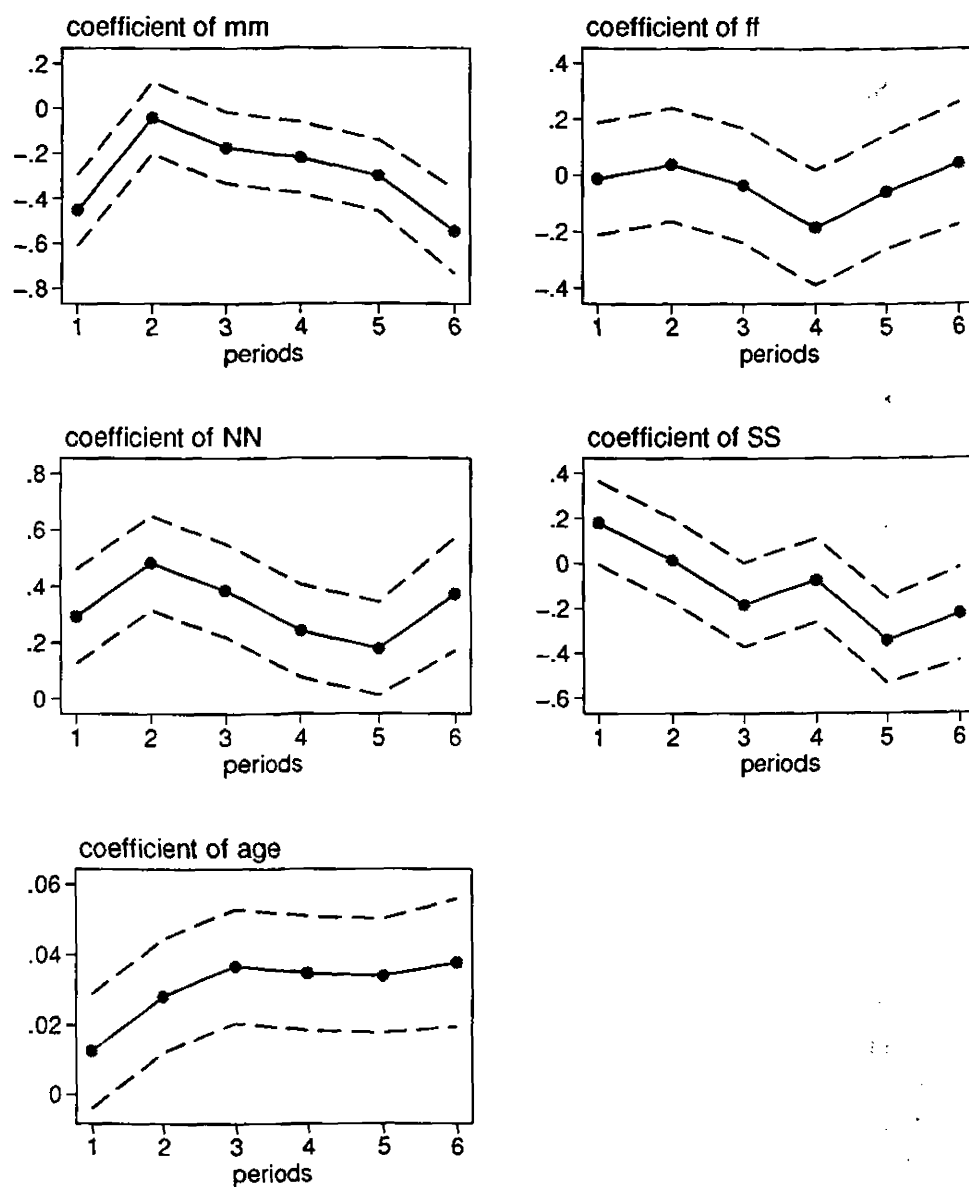 coefficient of mm
.2
0
-.2
-.4
-.6
-.8
1 2 3 4 5 6
periods
coefficient of ff
.4
.2
0
-.2
-.4
1 2 3 4 5 6
periods
coefficient of NN
.8
.6
.4
.2
0
1 2 3 4 5 6
periods
coefficient of SS
.4
.2
0
-.2
-.4
-.6
1 2 3 4 5 6
periods
coefficient of age
.06
.04
.02
0
1 2 3 4 5 6
periods